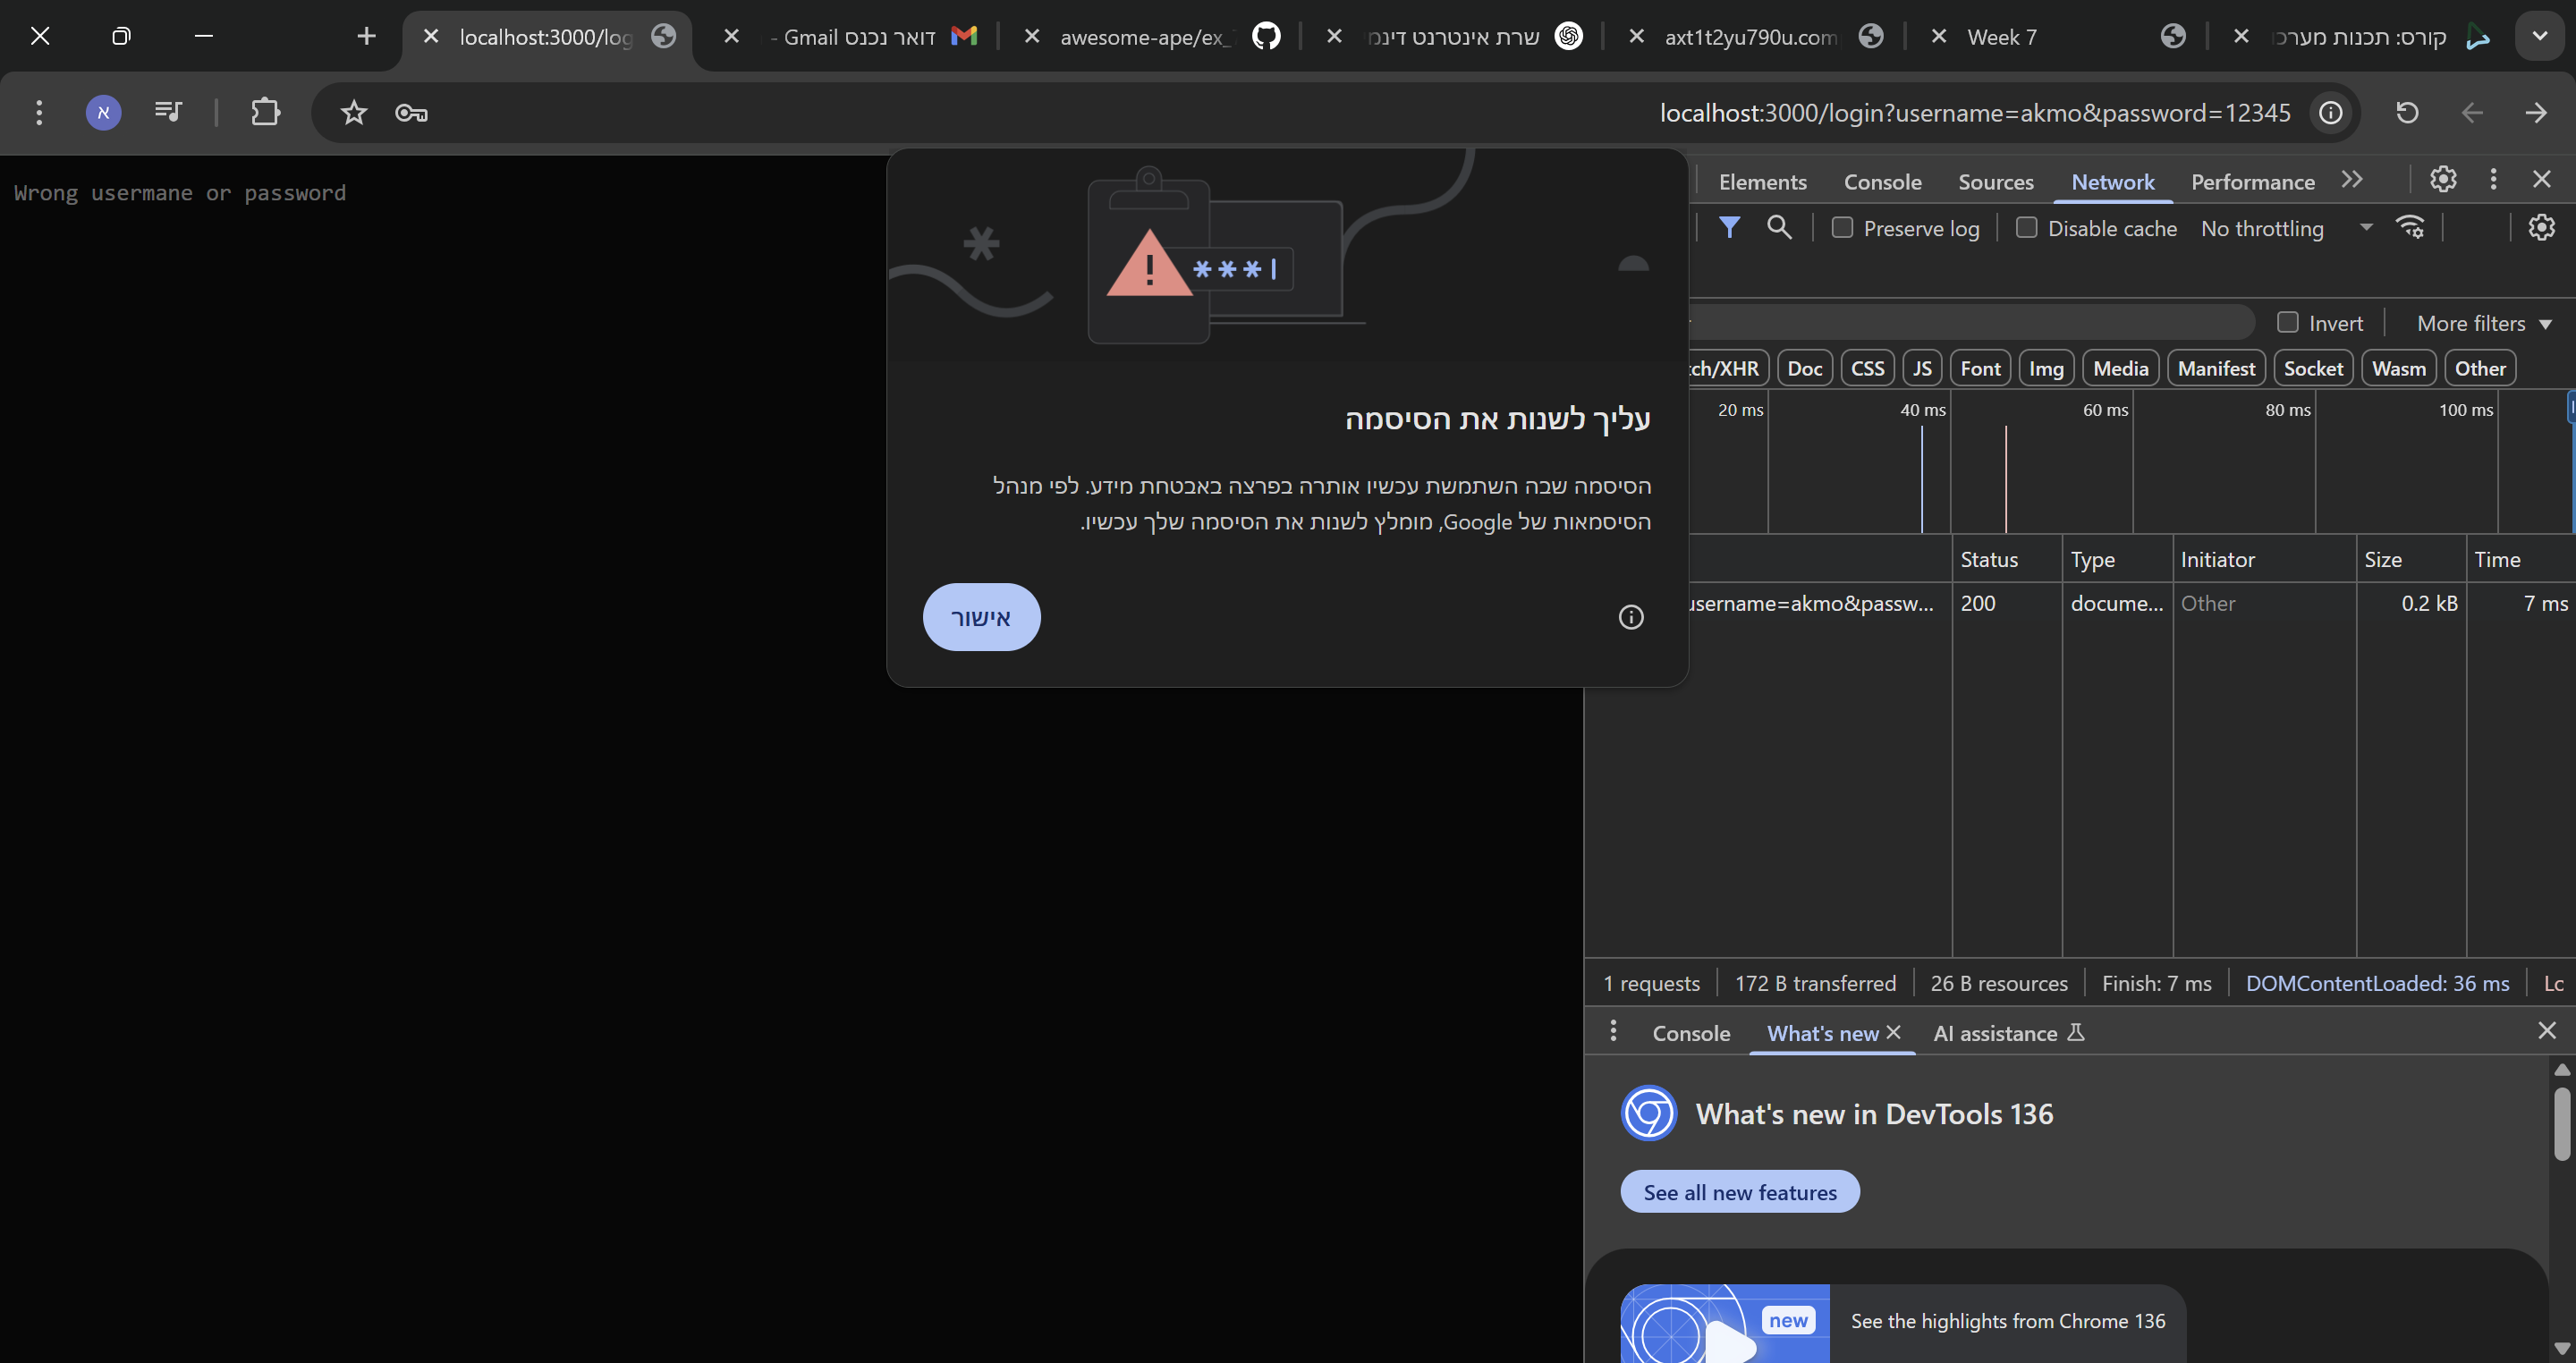 localhost:3000/log
דואר נכנס - Gmail
awesome-ape/ex_
שרת אינטרנט דינמ
axt1t2yu790u.com
Week 7
קורס: תכנות מערכו
א
localhost:3000/login?username=akmo&password=12345
Wrong usermane or password
עליך לשנות את הסיסמה
הסיסמה שבה השתמשת עכשיו אותרה בפרצה באבטחת מידע. לפי מנהל
הסיסמאות של Google, מומלץ לשנות את הסיסמה שלך עכשיו.
אישור
Elements Console Sources Network Performance
Preserve log Disable cache No throttling
Invert More filters
tch/XHR Doc CSS JS Font Img Media Manifest Socket Wasm Other
20 ms 40 ms 60 ms 80 ms 100 ms
Status Type Initiator Size Time
username=akmo&passw... 200 docume... Other 0.2 kB 7 ms
1 requests 172 B transferred 26 B resources Finish: 7 ms DOMContentLoaded: 36 ms Lc
Console What's new AI assistance
What's new in DevTools 136
See all new features
new
See the highlights from Chrome 136